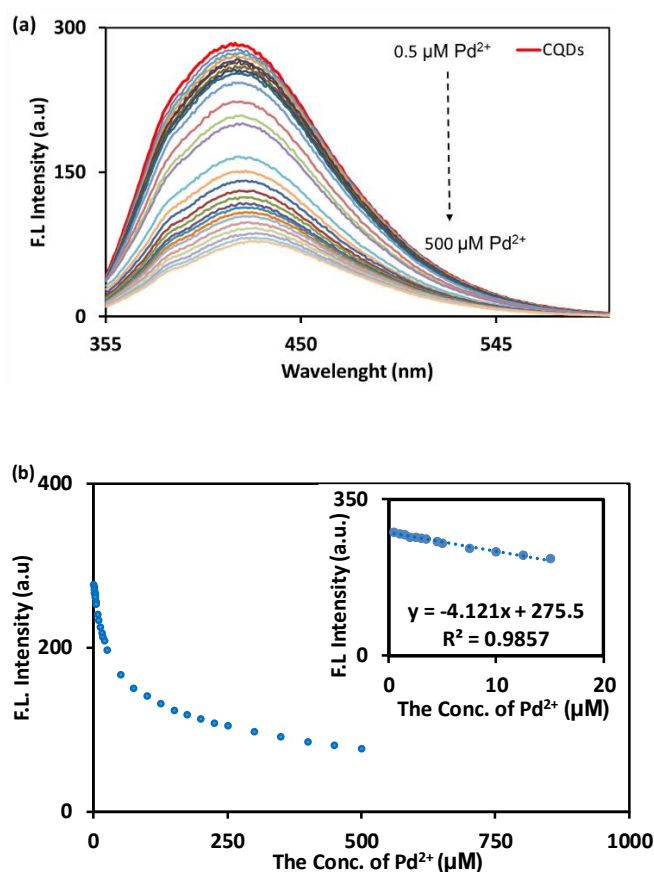 (a)
300
0.5 µM Pd²⁺
CQDs
F.L Intensity (a.u)
150
500 µM Pd²⁺
0
355
450
545
Wavelenght (nm)
(b)
400
350
F.L. Intensity (a.u)
F.L Intensity (a.u.)
y = -4.121x + 275.5
R² = 0.9857
0
0
10
20
The Conc. of Pd²⁺ (µM)
200
0
0
250
500
750
1000
The Conc. of Pd²⁺ (µM)